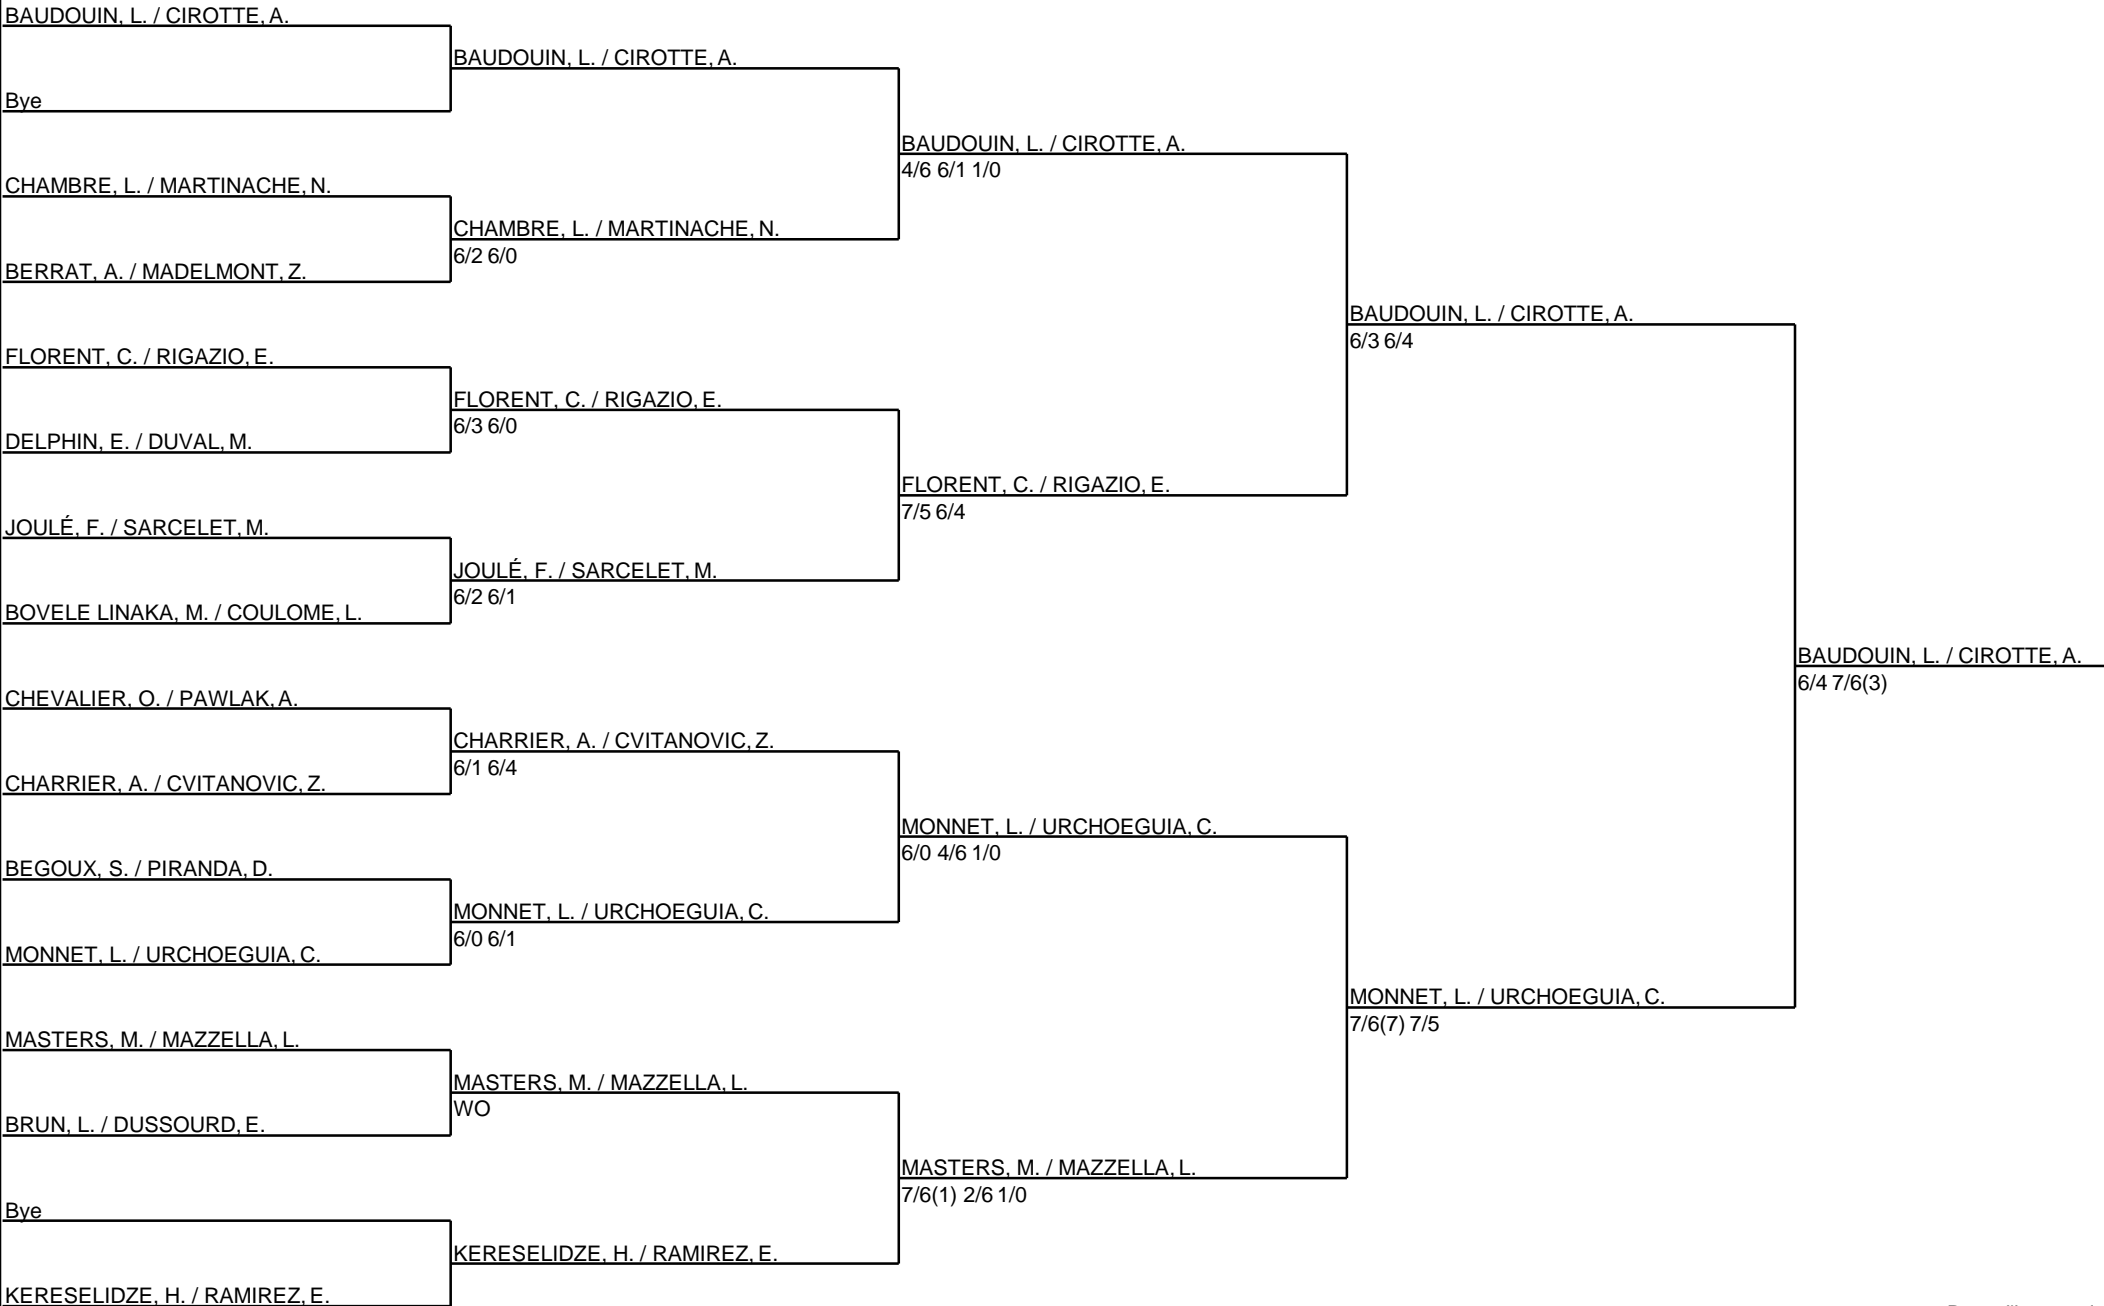 BAUDOUIN, L. / CIROTTE, A.
BAUDOUIN, L. / CIROTTE, A.
Bye
BAUDOUIN, L. / CIROTTE, A.
4/6 6/1 1/0
CHAMBRE, L. / MARTINACHE, N.
CHAMBRE, L. / MARTINACHE, N.
6/2 6/0
BERRAT, A. / MADELMONT, Z.
BAUDOUIN, L. / CIROTTE, A.
6/3 6/4
FLORENT, C. / RIGAZIO, E.
FLORENT, C. / RIGAZIO, E.
6/3 6/0
DELPHIN, E. / DUVAL, M.
FLORENT, C. / RIGAZIO, E.
7/5 6/4
JOULÉ, F. / SARCELET, M.
JOULÉ, F. / SARCELET, M.
6/2 6/1
BOVELE LINAKA, M. / COULOME, L.
BAUDOUIN, L. / CIROTTE, A.
6/4 7/6(3)
CHEVALIER, O. / PAWLAK, A.
CHARRIER, A. / CVITANOVIC, Z.
6/1 6/4
CHARRIER, A. / CVITANOVIC, Z.
MONNET, L. / URCHOEGUIA, C.
6/0 4/6 1/0
BEGOUX, S. / PIRANDA, D.
MONNET, L. / URCHOEGUIA, C.
6/0 6/1
MONNET, L. / URCHOEGUIA, C.
MONNET, L. / URCHOEGUIA, C.
7/6(7) 7/5
MASTERS, M. / MAZZELLA, L.
MASTERS, M. / MAZZELLA, L.
WO
BRUN, L. / DUSSOURD, E.
MASTERS, M. / MAZZELLA, L.
7/6(1) 2/6 1/0
Bye
KERESELIDZE, H. / RAMIREZ, E.
KERESELIDZE, H. / RAMIREZ, E.